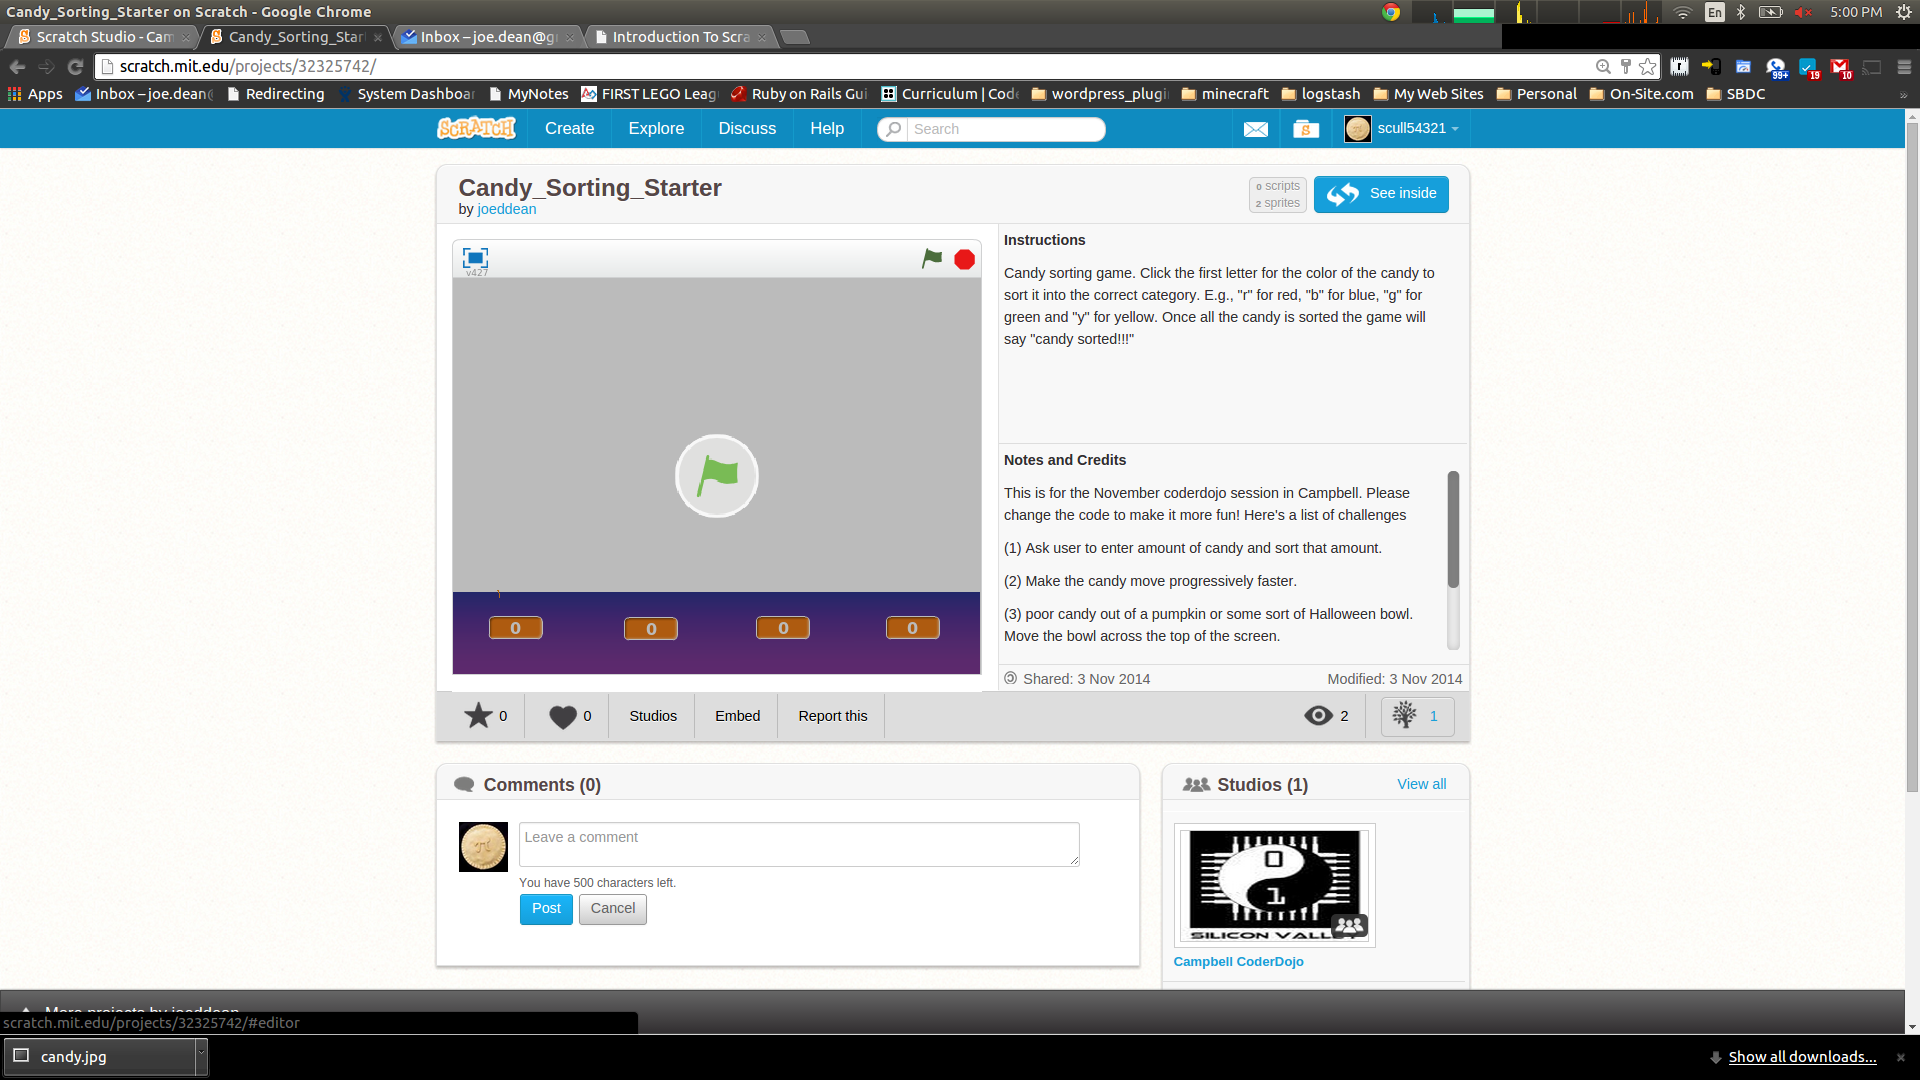 Candy_Sorting_Starter on Scratch - Google Chrome
En
5:00 PM
Scratch Studio - Cam
Candy_Sorting_Star
Inbox – joe.dean@g
Introduction To Scra
scratch.mit.edu/projects/32325742/
99+
19
10
Apps
Inbox – joe.dean
Redirecting
System Dashboar
MyNotes
FIRST LEGO Leag
Ruby on Rails Gui
Curriculum | Code
wordpress_plugi
minecraft
logstash
My Web Sites
Personal
On-Site.com
SBDC
»
SCRATCH
Create
Explore
Discuss
Help
Search
scull54321
Candy_Sorting_Starter
by joeddean
0 scripts
2 sprites
See inside
v427
0
0
0
0
Instructions
Candy sorting game. Click the first letter for the color of the candy to
sort it into the correct category. E.g., "r" for red, "b" for blue, "g" for
green and "y" for yellow. Once all the candy is sorted the game will
say "candy sorted!!!"
Notes and Credits
This is for the November coderdojo session in Campbell. Please
change the code to make it more fun! Here's a list of challenges
(1) Ask user to enter amount of candy and sort that amount.
(2) Make the candy move progressively faster.
(3) poor candy out of a pumpkin or some sort of Halloween bowl.
Move the bowl across the top of the screen.
Shared: 3 Nov 2014
Modified: 3 Nov 2014
0
0
Studios
Embed
Report this
2
1
Comments (0)
Leave a comment
You have 500 characters left.
Post
Cancel
Studios (1)
View all
0
1
SILICON VALLEY
Campbell CoderDojo
More projects by joeddean
scratch.mit.edu/projects/32325742/#editor
candy.jpg
Show all downloads...